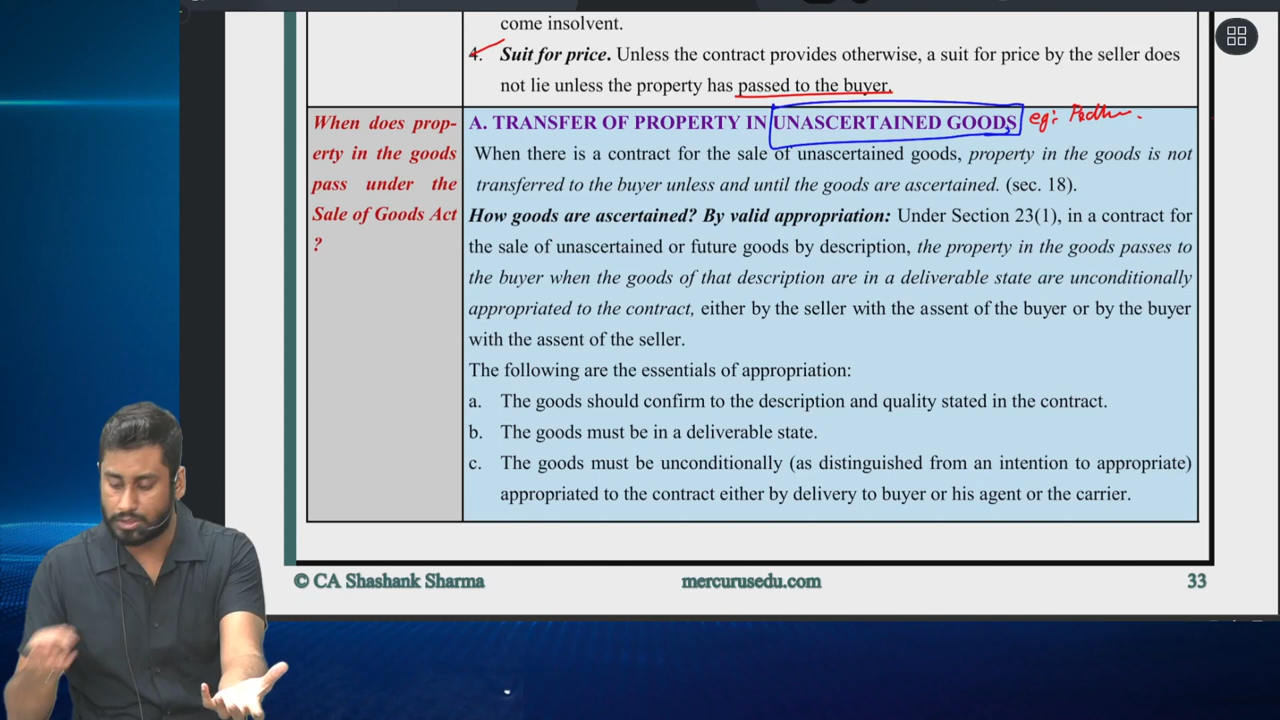 come insolvent.
4. Suit for price. Unless the contract provides otherwise, a suit for price by the seller does
not lie unless the property has passed to the buyer.
When does prop-
erty in the goods
pass under the
Sale of Goods Act
?
A. TRANSFER OF PROPERTY IN UNASCERTAINED GOODS eg:
When there is a contract for the sale of unascertained goods, property in the goods is not
transferred to the buyer unless and until the goods are ascertained. (sec. 18).
How goods are ascertained? By valid appropriation: Under Section 23(1), in a contract for
the sale of unascertained or future goods by description, the property in the goods passes to
the buyer when the goods of that description are in a deliverable state are unconditionally
appropriated to the contract, either by the seller with the assent of the buyer or by the buyer
with the assent of the seller.
The following are the essentials of appropriation:
a. The goods should confirm to the description and quality stated in the contract.
b. The goods must be in a deliverable state.
c. The goods must be unconditionally (as distinguished from an intention to appropriate)
appropriated to the contract either by delivery to buyer or his agent or the carrier.
© CA Shashank Sharma
mercurusedu.com
33